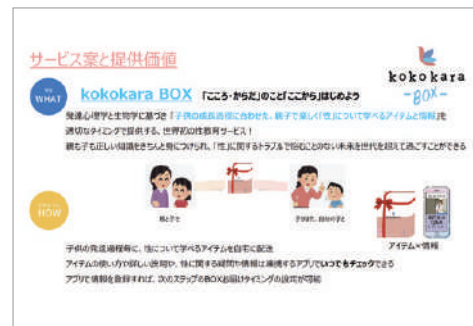 サービス案と提供価値
kokokara
-BOX-
WHAT
kokokara BOX 「こころ・からだ」のこと「ここから」はじめよう
発達心理学と生物学に基づき「子供の成長過程に合わせた、親子で楽しく「性」について学べるアイテムと情報」を
適切なタイミングで提供する、世界初の性教育サービス！
親も子も正しい知識をきちんと身につけられ、「性」に関するトラブルで悩むことのない未来を世代を超えて過ごすことができる
HOW
親と子で
子が親に、自分の子と
アイテム×情報
子供の発達過程毎に、性について学べるアイテムを自宅に配送
アイテムの使い方や詳しい説明や、性に関する疑問や情報は連携するアプリでいつでもチェックできる
アプリで情報を登録すれば、次のステップのBOXお届けタイミングの設定が可能